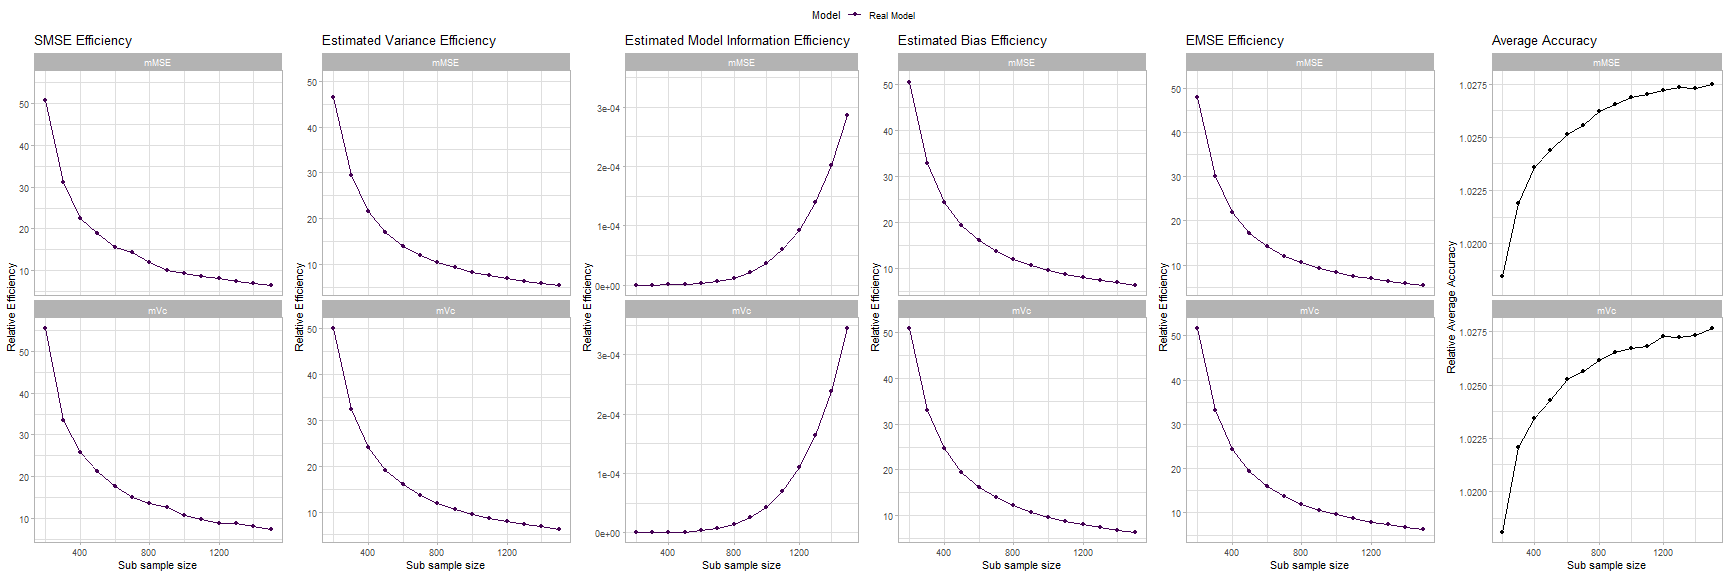 Model Real Model
SMSE Efficiency
mMSE
50
40
30
20
10
mVc
50
40
30
20
10
400 800 1200
Sub sample size
Relative Efficiency
Estimated Variance Efficiency
mMSE
50
40
30
20
10
mVc
50
40
30
20
10
400 800 1200
Sub sample size
Relative Efficiency
Estimated Model Information Efficiency
mMSE
3e-04
2e-04
1e-04
0e+00
mVc
3e-04
2e-04
1e-04
0e+00
400 800 1200
Sub sample size
Relative Efficiency
Estimated Bias Efficiency
mMSE
50
40
30
20
10
mVc
50
40
30
20
10
400 800 1200
Sub sample size
Relative Efficiency
EMSE Efficiency
mMSE
50
40
30
20
10
mVc
50
40
30
20
10
400 800 1200
Sub sample size
Relative Efficiency
Average Accuracy
mMSE
1.0275
1.0250
1.0225
1.0200
mVc
1.0275
1.0250
1.0225
1.0200
400 800 1200
Sub sample size
Relative Average Accuracy